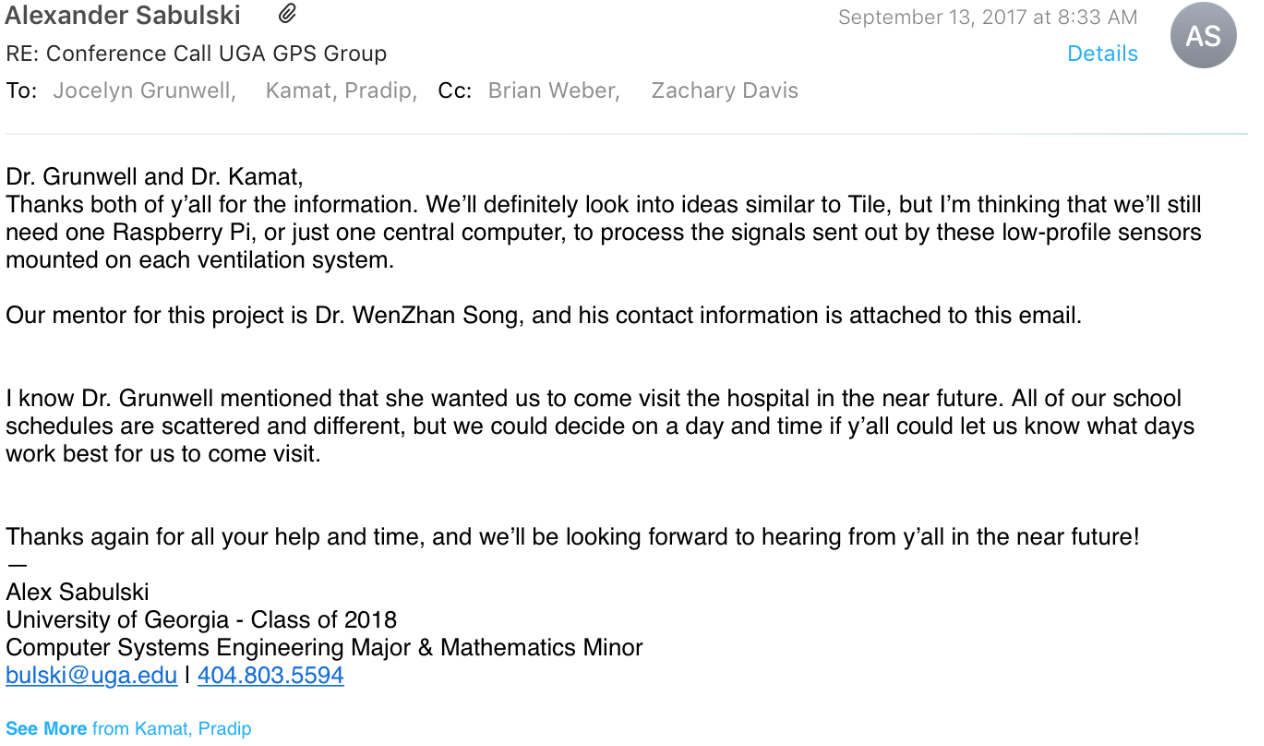 Alexander Sabulski
September 13, 2017 at 8:33 AM
AS
RE: Conference Call UGA GPS Group
Details
To: Jocelyn Grunwell, Kamat, Pradip, Cc: Brian Weber, Zachary Davis
Dr. Grunwell and Dr. Kamat,
Thanks both of y’all for the information. We’ll definitely look into ideas similar to Tile, but I’m thinking that we’ll still
need one Raspberry Pi, or just one central computer, to process the signals sent out by these low-profile sensors
mounted on each ventilation system.
Our mentor for this project is Dr. WenZhan Song, and his contact information is attached to this email.
I know Dr. Grunwell mentioned that she wanted us to come visit the hospital in the near future. All of our school
schedules are scattered and different, but we could decide on a day and time if y’all could let us know what days
work best for us to come visit.
Thanks again for all your help and time, and we’ll be looking forward to hearing from y’all in the near future!
—
Alex Sabulski
University of Georgia - Class of 2018
Computer Systems Engineering Major & Mathematics Minor
bulski@uga.edu | 404.803.5594
See More from Kamat, Pradip